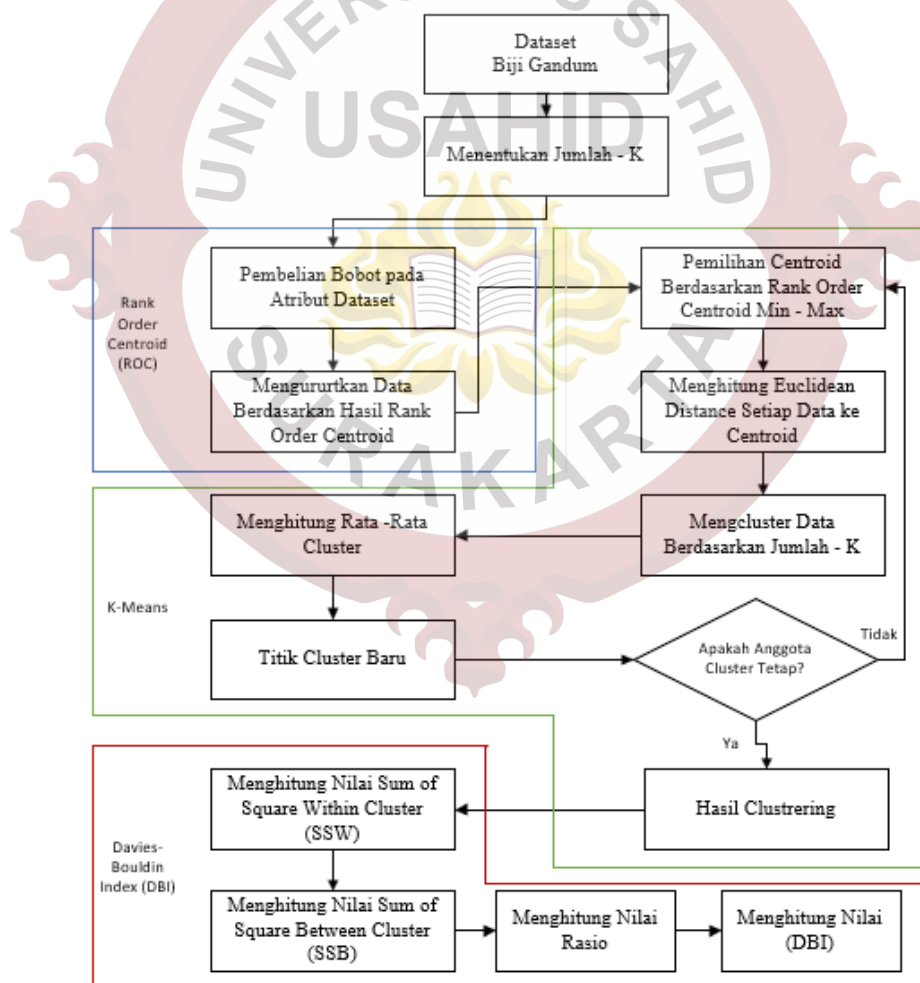 UNIVERSITAS SAHID
USAHID
SURAKARTA
Dataset
Biji Gandum
Menentukan Jumlah - K
Rank
Order
Centroid
(ROC)
Pembelian Bobot pada
Atribut Dataset
Mengururtkan Data
Berdasarkan Hasil Rank
Order Centroid
Pemilihan Centroid
Berdasarkan Rank Order
Centroid Min - Max
Menghitung Euclidean
Distance Setiap Data ke
Centroid
Mengcluster Data
Berdasarkan Jumlah - K
K-Means
Menghitung Rata -Rata
Cluster
Titik Cluster Baru
Apakah Anggota
Cluster Tetap?
Tidak
Ya
Hasil Clustrering
Davies-
Bouldin
Index (DBI)
Menghitung Nilai Sum of
Square Within Cluster
(SSW)
Menghitung Nilai Sum of
Square Between Cluster
(SSB)
Menghitung Nilai
Rasio
Menghitung Nilai
(DBI)